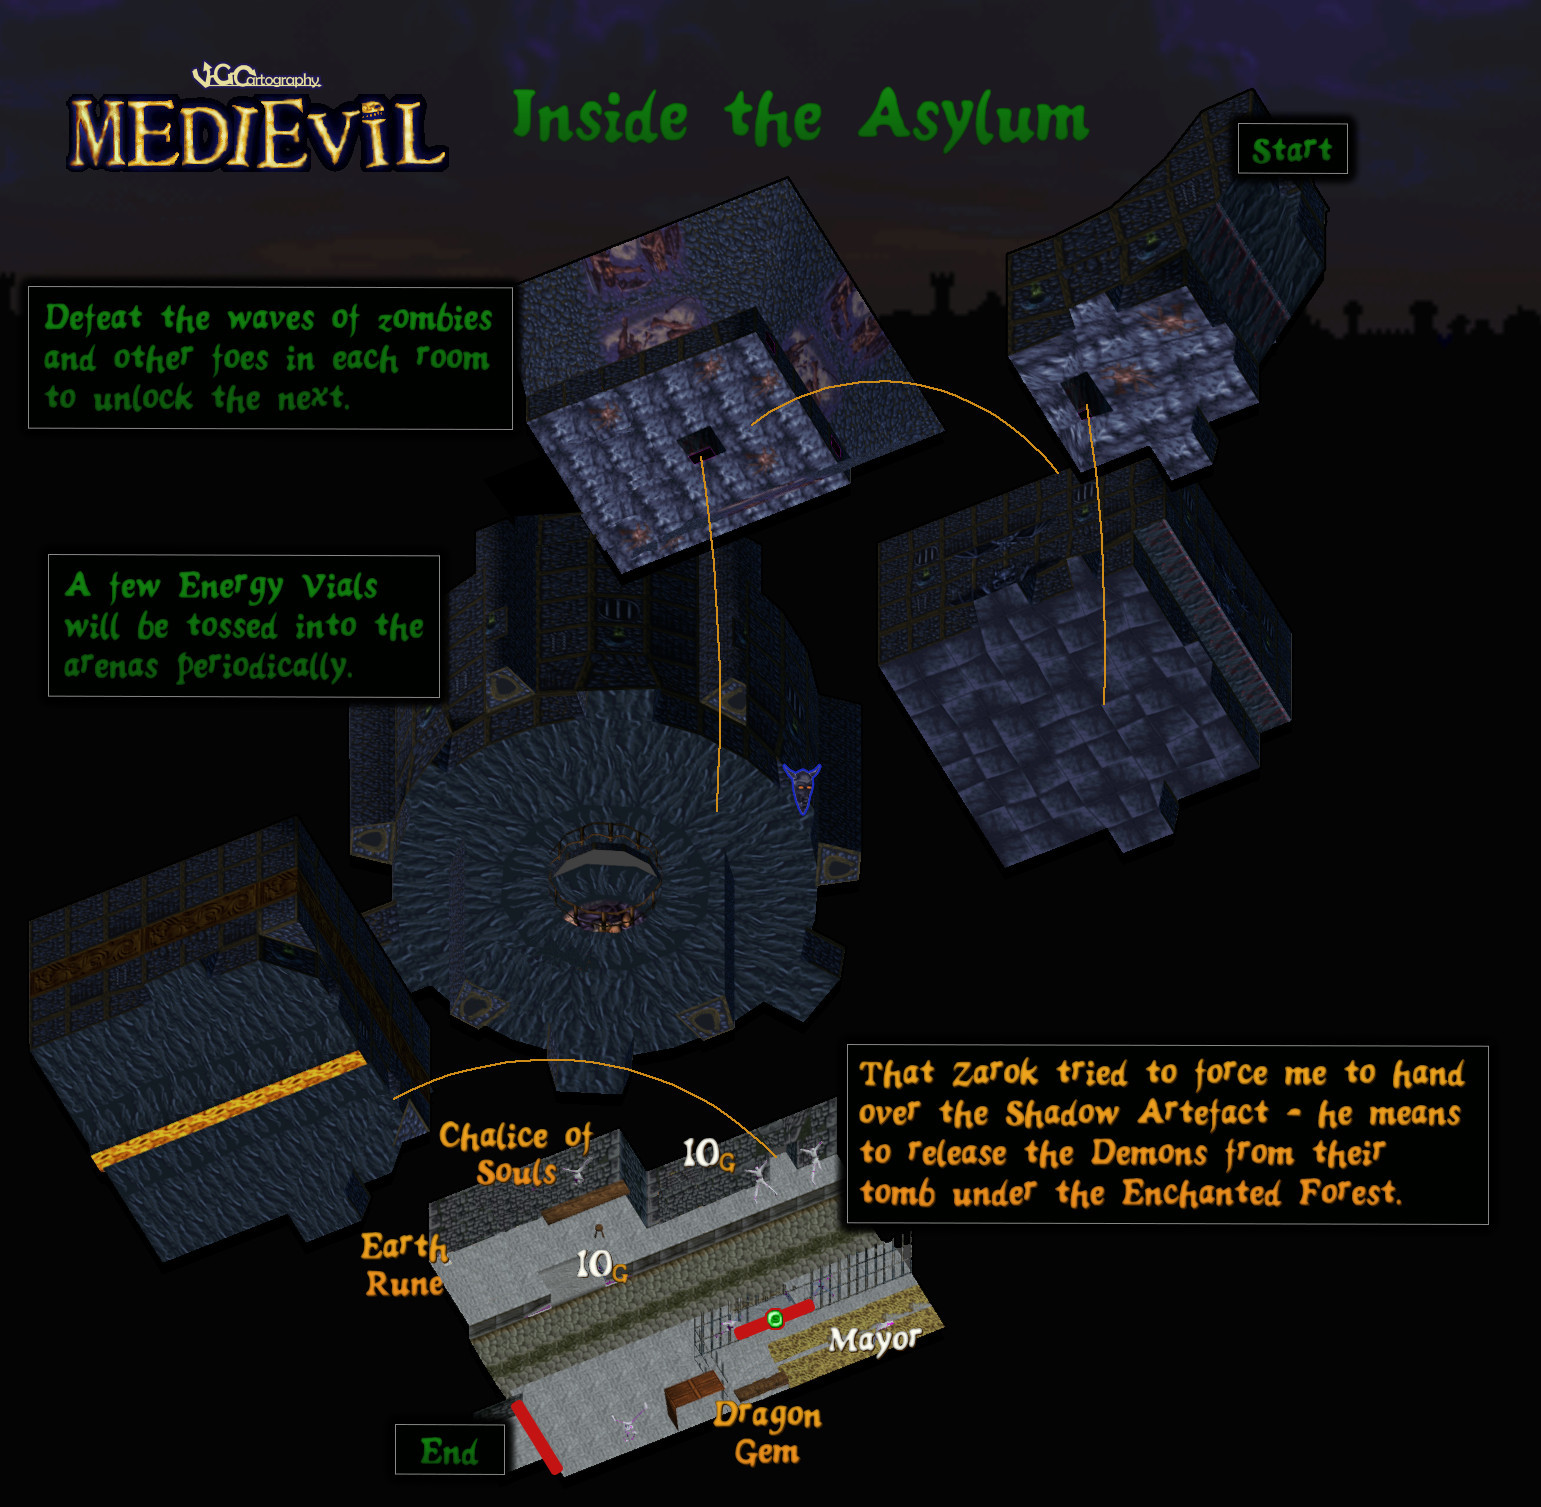 VGCartography
MEDIEVIL
Inside the Asylum
Start
Defeat the waves of zombies
and other foes in each room
to unlock the next.
A few Energy Vials
will be tossed into the
arenas periodically.
That Zarok tried to force me to hand
over the Shadow Artefact - he means
to release the Demons from their
tomb under the Enchanted Forest.
Chalice of
Souls
10G
Earth
Rune
10G
Mayor
Dragon
Gem
End